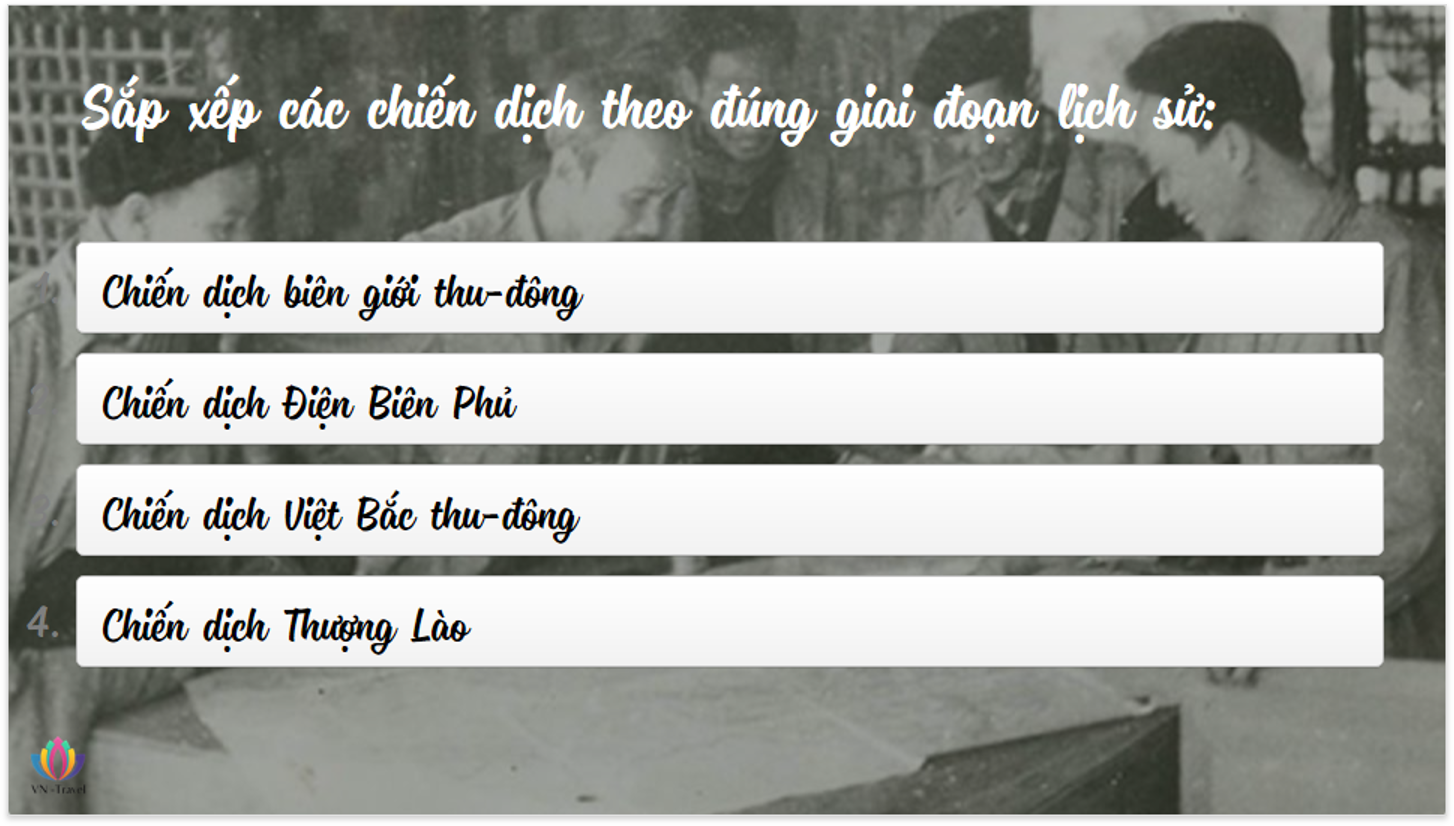 Sắp xếp các chiến dịch theo đúng giai đoạn lịch sử:
Chiến dịch biên giới thu-đông
Chiến dịch Điện Biên Phủ
Chiến dịch Việt Bắc thu-đông
4. Chiến dịch Thượng Lào
VN-Travel